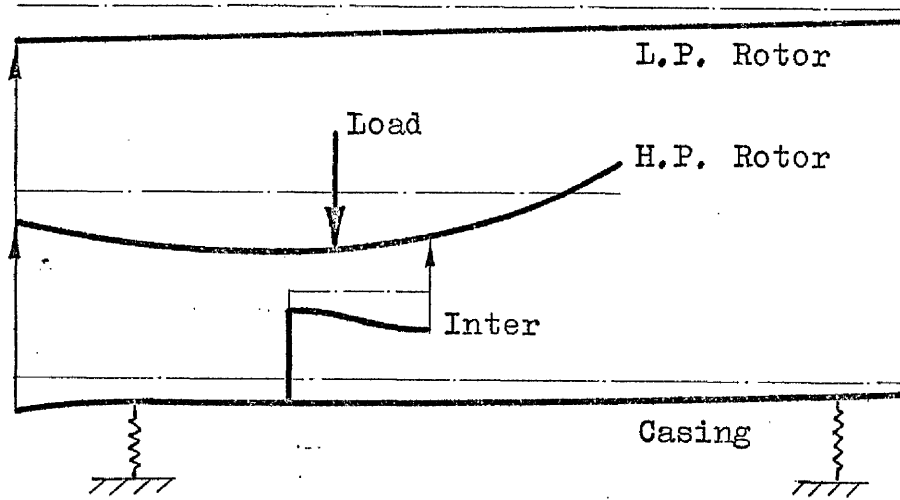 L.P. Rotor
Load
H.P. Rotor
Inter
Casing